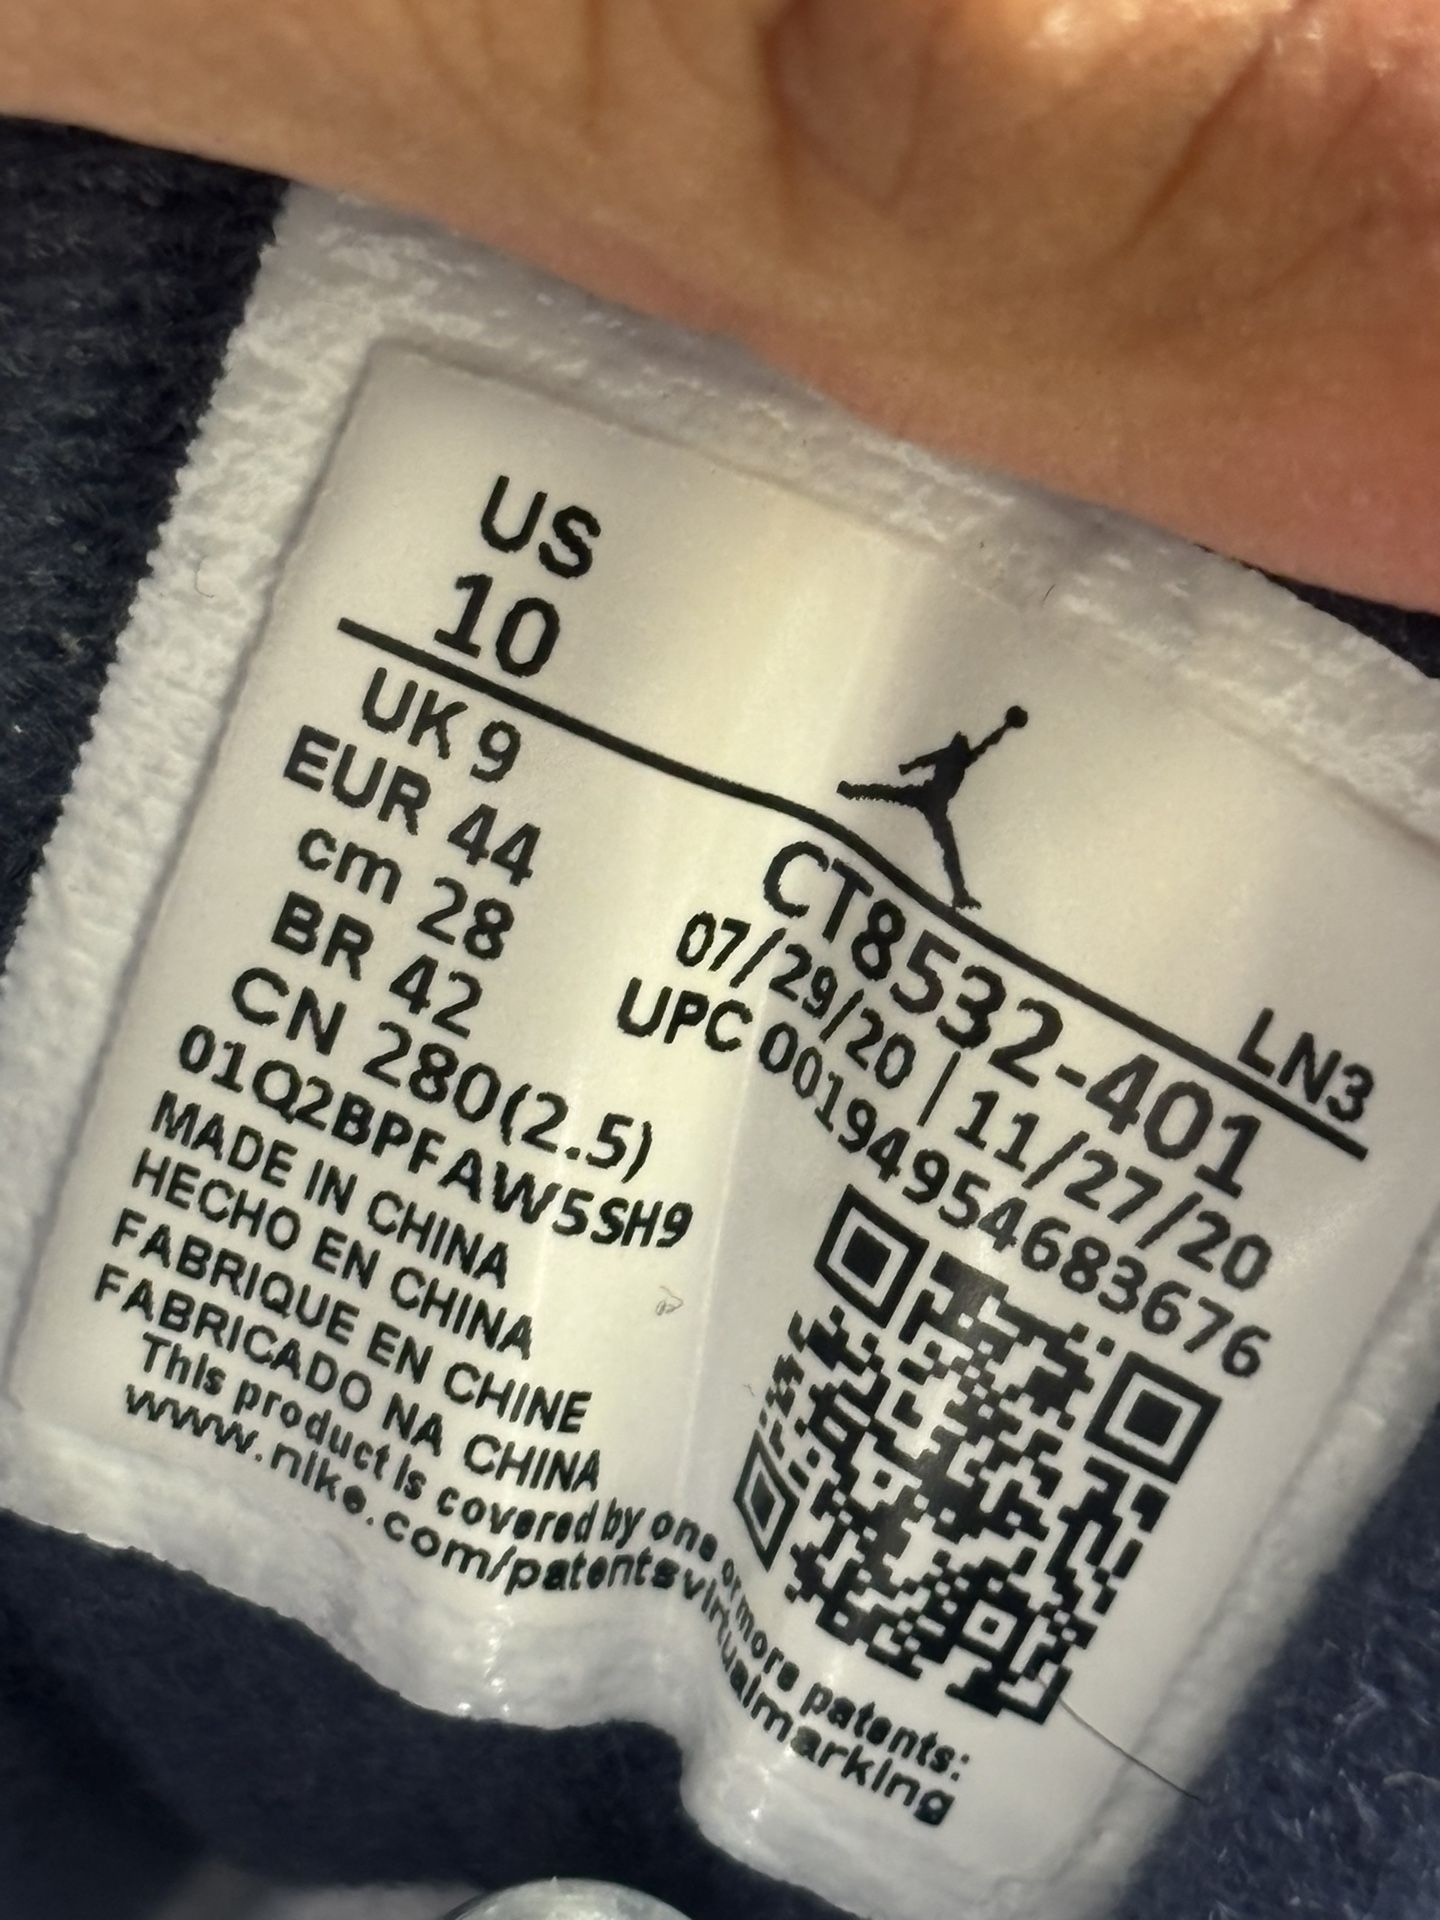 US
10
UK 9
EUR 44
cm 28
BR 42
CN 280(2.5)
01Q2BPFAW5SH9
MADE IN CHINA
HECHO EN CHINA
FABRIQUE EN CHINE
FABRICADO NA CHINA
This product is covered by one or more patents:
www.nike.com/patentsvirtualmarking
LN3
CT8532-401
07/29/20 | 11/27/20
UPC 00194954683676